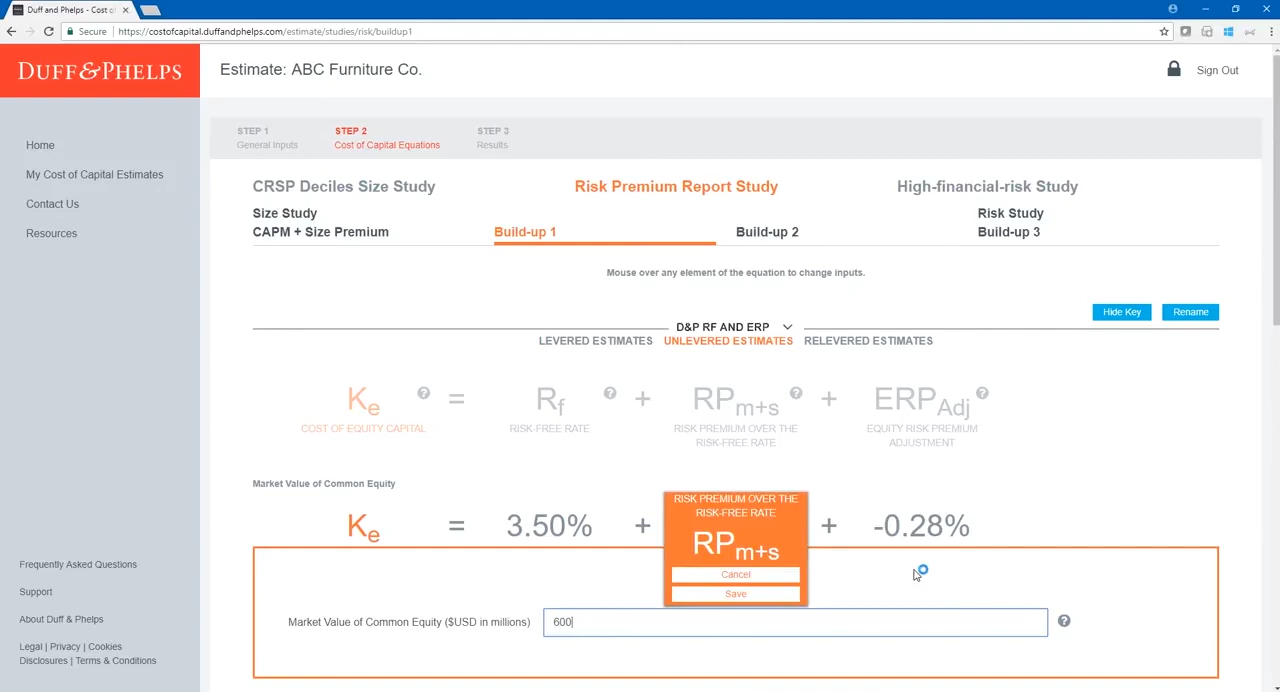 Duff and Phelps - Cost o
Secure
https://costofcapital.duffandphelps.com/estimate/studies/risk/buildup1
DUFF&PHELPS
Estimate: ABC Furniture Co.
Sign Out
Home
My Cost of Capital Estimates
Contact Us
Resources
Frequently Asked Questions
Support
About Duff & Phelps
Legal | Privacy | Cookies
Disclosures | Terms & Conditions
STEP 1
General Inputs
STEP 2
Cost of Capital Equations
STEP 3
Results
CRSP Deciles Size Study
Risk Premium Report Study
High-financial-risk Study
Size Study
CAPM + Size Premium
Build-up 1
Build-up 2
Risk Study
Build-up 3
Mouse over any element of the equation to change inputs.
Hide Key
Rename
D&P RF AND ERP
LEVERED ESTIMATES UNLEVERED ESTIMATES RELEVERED ESTIMATES
Ke ? = Rf ? + RPm+s ? + ERPAdj ?
COST OF EQUITY CAPITAL
RISK-FREE RATE
RISK PREMIUM OVER THE
RISK-FREE RATE
EQUITY RISK PREMIUM
ADJUSTMENT
Market Value of Common Equity
Ke = 3.50% + 
RISK PREMIUM OVER THE
RISK-FREE RATE
RPm+s
Cancel
Save
+ -0.28%
Market Value of Common Equity ($USD in millions) 600 ?